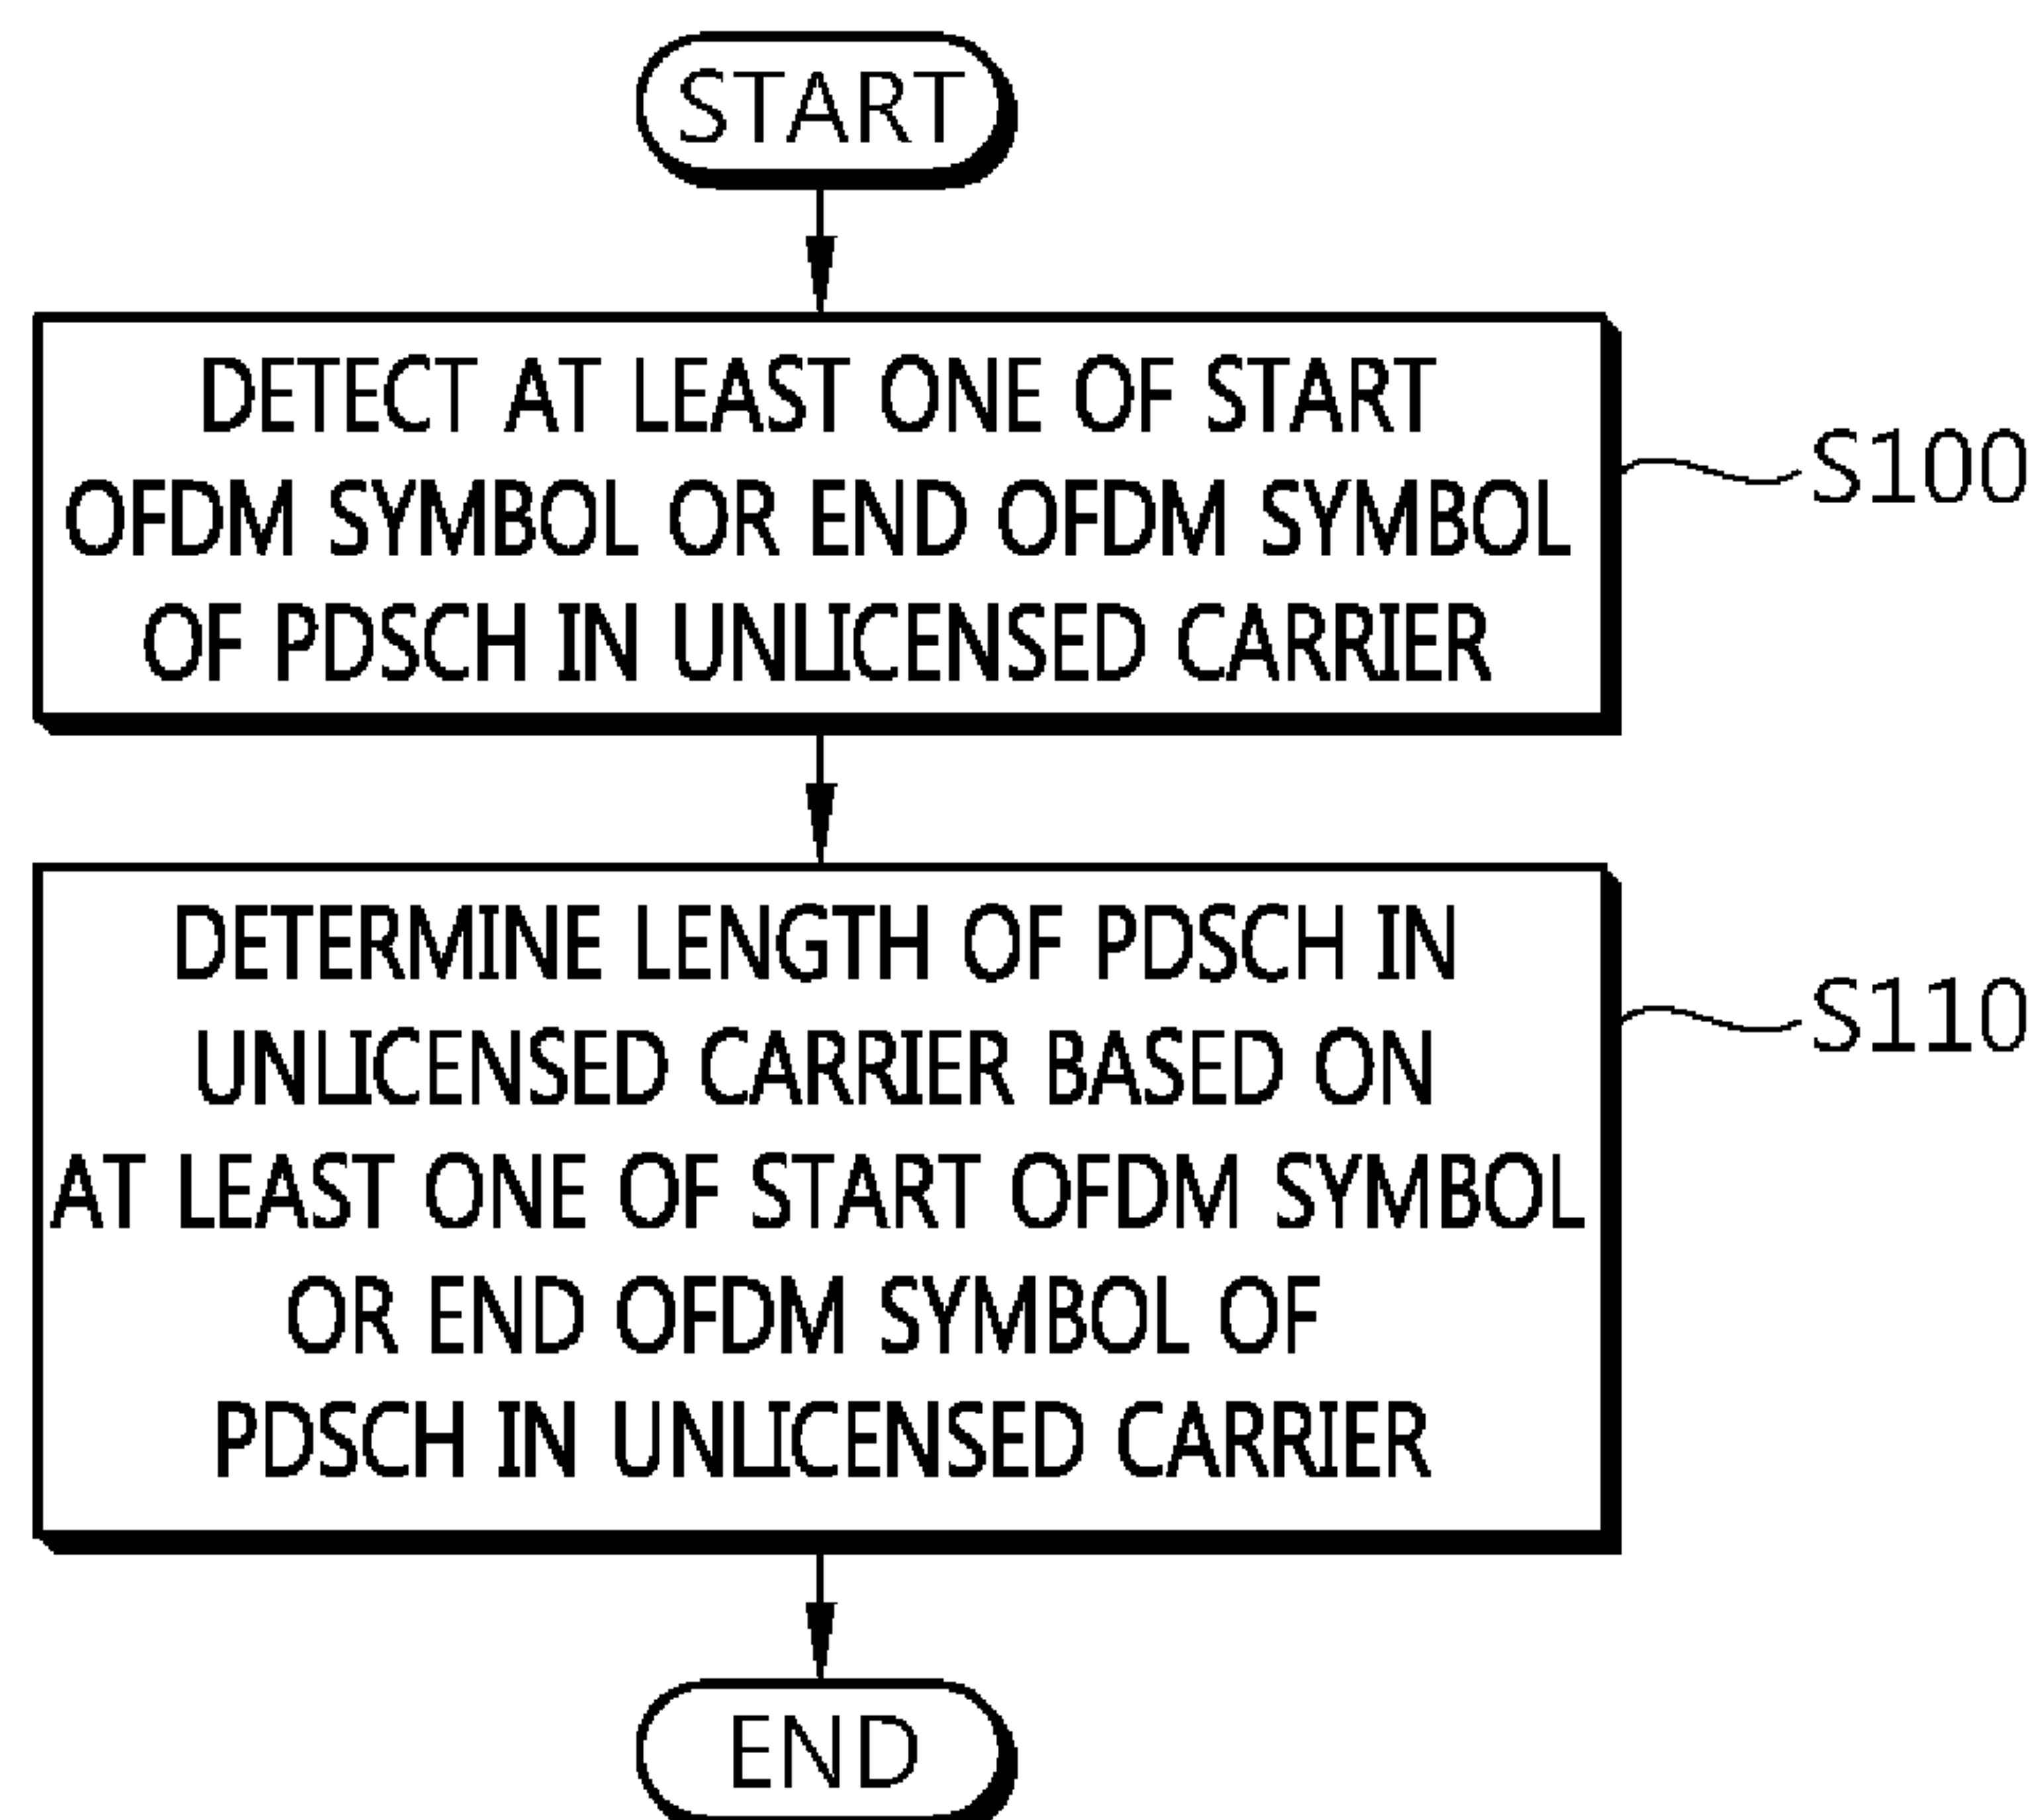 START
DETECT AT LEAST ONE OF START
OFDM SYMBOL OR END OFDM SYMBOL
OF PDSCH IN UNLICENSED CARRIER
S100
DETERMINE LENGTH OF PDSCH IN
UNLICENSED CARRIER BASED ON
AT LEAST ONE OF START OFDM SYMBOL
OR END OFDM SYMBOL OF
PDSCH IN UNLICENSED CARRIER
S110
END